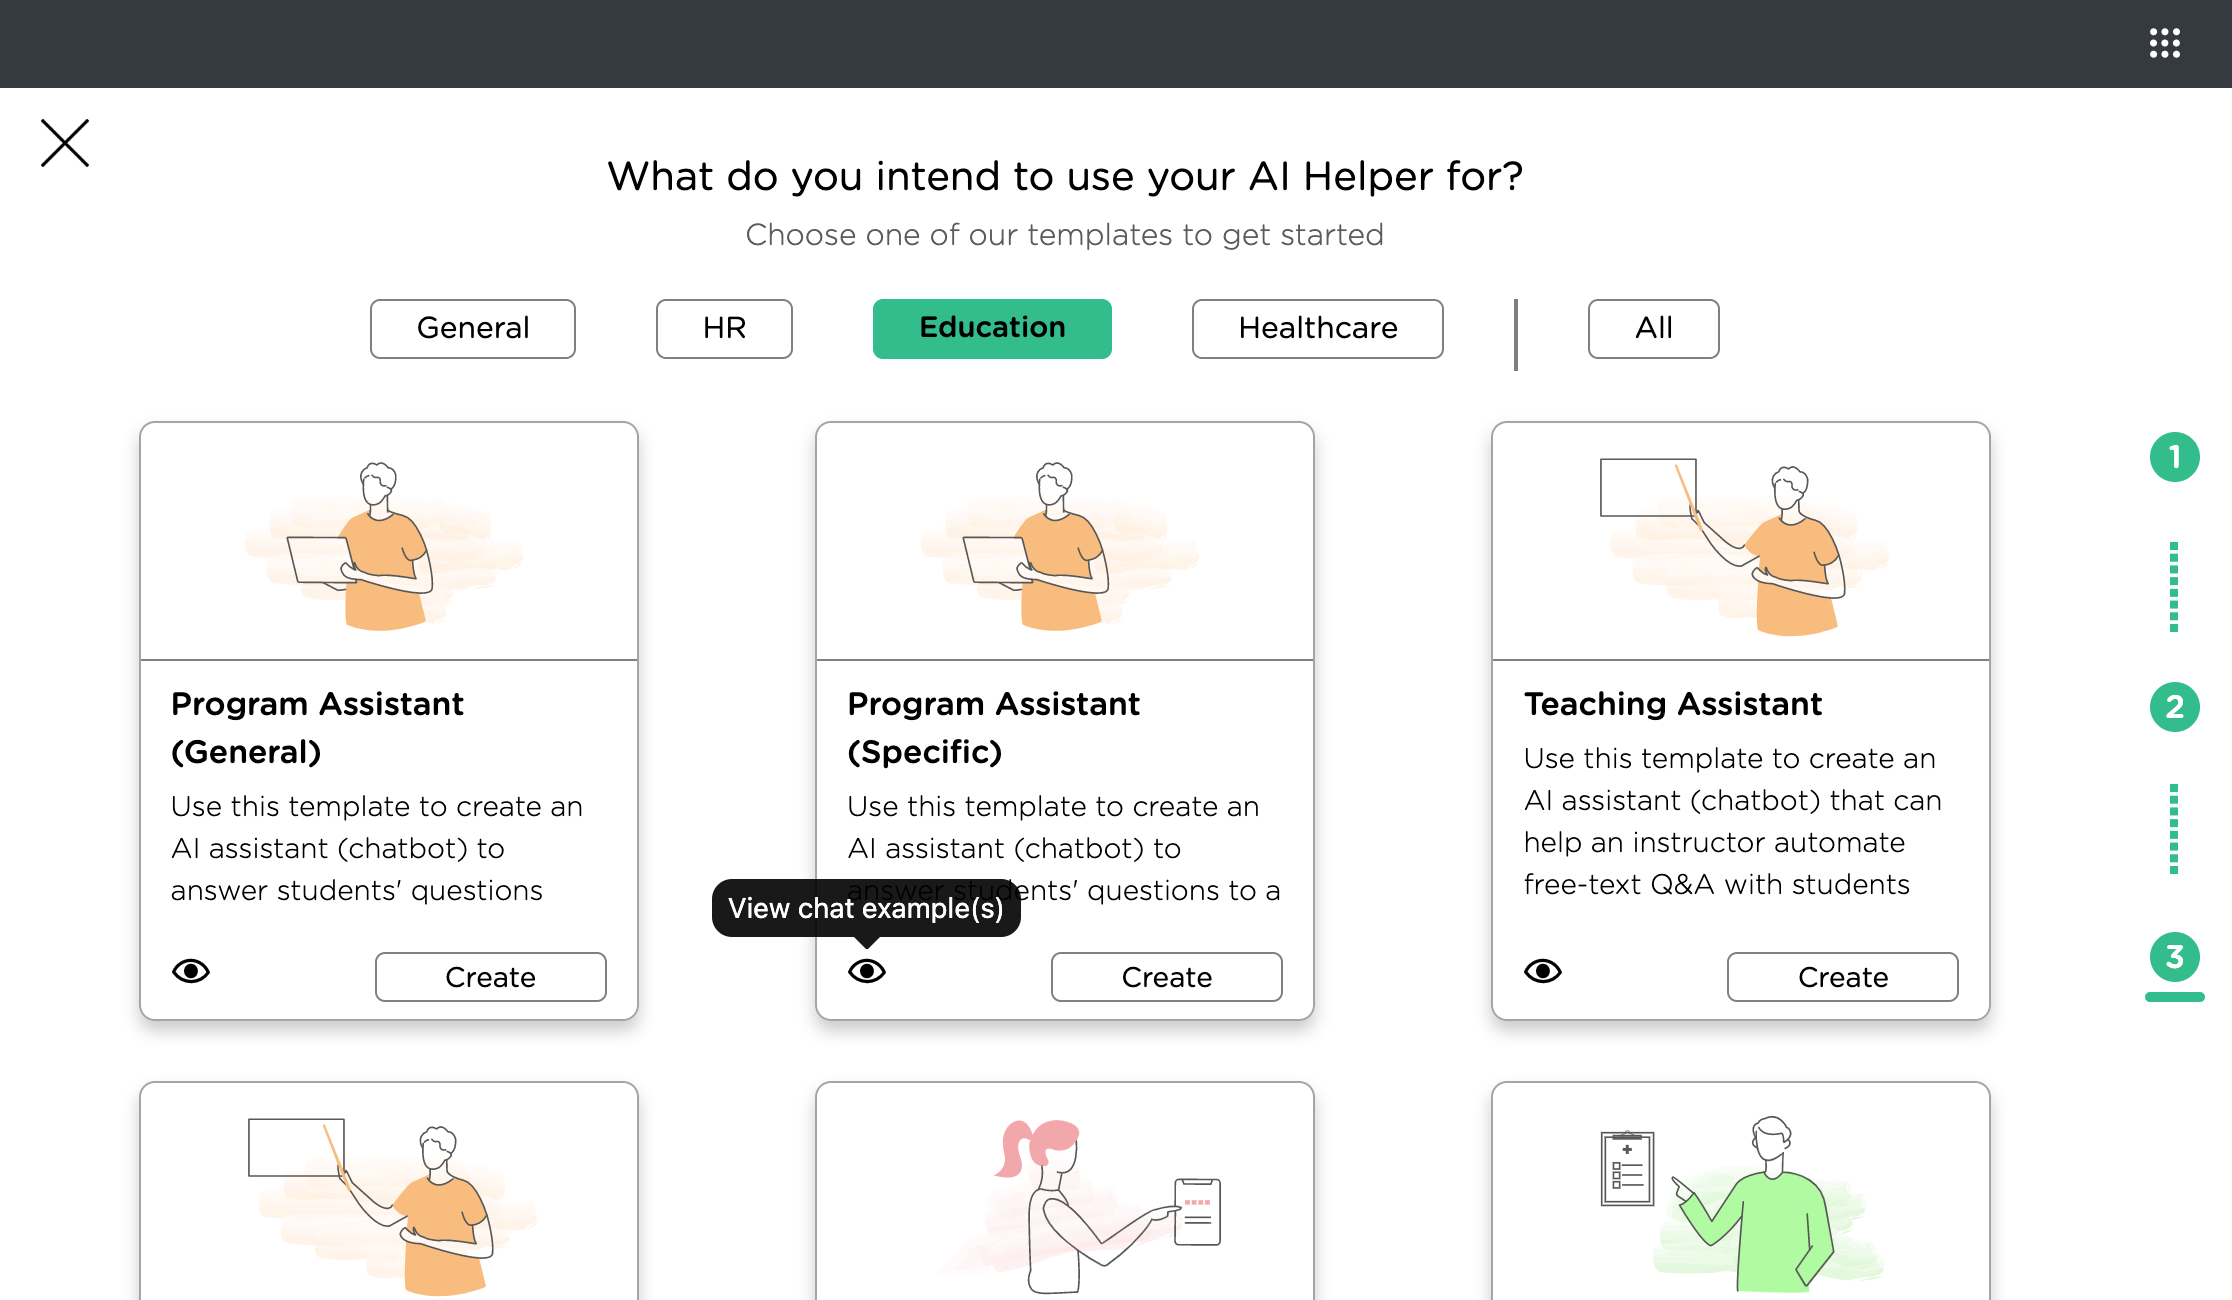 What do you intend to use your AI Helper for?
Choose one of our templates to get started
General
HR
Education
Healthcare
All
Program Assistant
(General)
Use this template to create an
AI assistant (chatbot) to
answer students' questions
Create
Program Assistant
(Specific)
Use this template to create an
AI assistant (chatbot) to
answer students' questions to a
View chat example(s)
Create
Teaching Assistant
Use this template to create an
AI assistant (chatbot) that can
help an instructor automate
free-text Q&A with students
Create
1
2
3